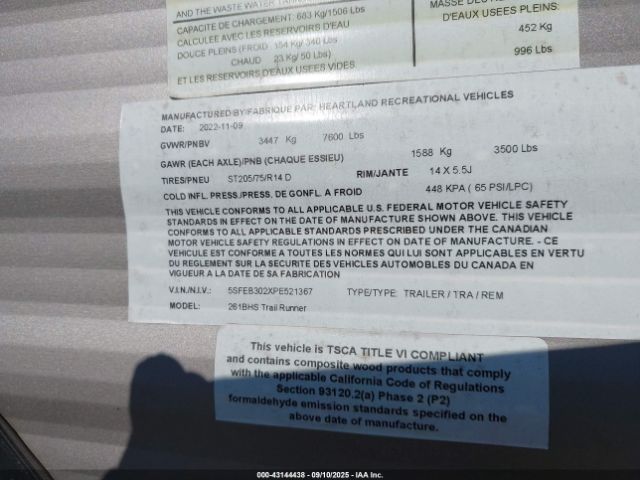 AND THE WASTE WATER
CAPACITE DE CHARGEMENT: 683 Kg/1506 Lbs
CALCULEE AVEC LES RESERVOIRS D'EAU
DOUCE PLEINS (FROID 154 Kg/ 340 Lbs
CHAUD 23 Kg/ 50 Lbs)
ET LES RESERVOIRS D'EAUX USEES VIDES.
D'EAUX USEES PLEINS:
452 Kg
996 Lbs
MANUFACTURED BY/FABRIQUE PAR: HEARTLAND RECREATIONAL VEHICLES
DATE: 2022-11-09
GVWR/PNBV 3447 Kg 7600 Lbs
GAWR (EACH AXLE)/PNB (CHAQUE ESSIEU) 1588 Kg 3500 Lbs
TIRES/PNEU ST205/75/R14 D RIM/JANTE 14 X 5.5J
COLD INFL. PRESS./PRESS. DE GONFL. A FROID 448 KPA ( 65 PSI/LPC)
THIS VEHICLE CONFORMS TO ALL APPLICABLE U.S. FEDERAL MOTOR VEHICLE SAFETY
STANDARDS IN EFFECT ON THE DATE OF MANUFACTURE SHOWN ABOVE. THIS VEHICLE
CONFORMS TO ALL APPLICABLE STANDARDS PRESCRIBED UNDER THE CANADIAN
MOTOR VEHICLE SAFETY REGULATIONS IN EFFECT ON DATE OF MANUFACTURE. - CE
VEHICULE EST CONFORME A TOUTES LES NORMES QUI LUI SONT APPLICABLES EN VERTU
DU REGLEMENT SUR LA SECURITE DES VEHICLES AUTOMOBILES DU CANADA EN
VIGUEUR A LA DATE DE SA FABRICATION
V.I.N./N.I.V.: 5SFEB302XPE521367 TYPE/TYPE: TRAILER / TRA / REM
MODEL: 261BHS Trail Runner
This vehicle is TSCA TITLE VI COMPLIANT
and contains composite wood products that comply
with the applicable California Code of Regulations
Section 93120.2(a) Phase 2 (P2)
formaldehyde emission standards specified on the
above date of manufacture.
000-43144438 - 09/10/2025 - IAA Inc.